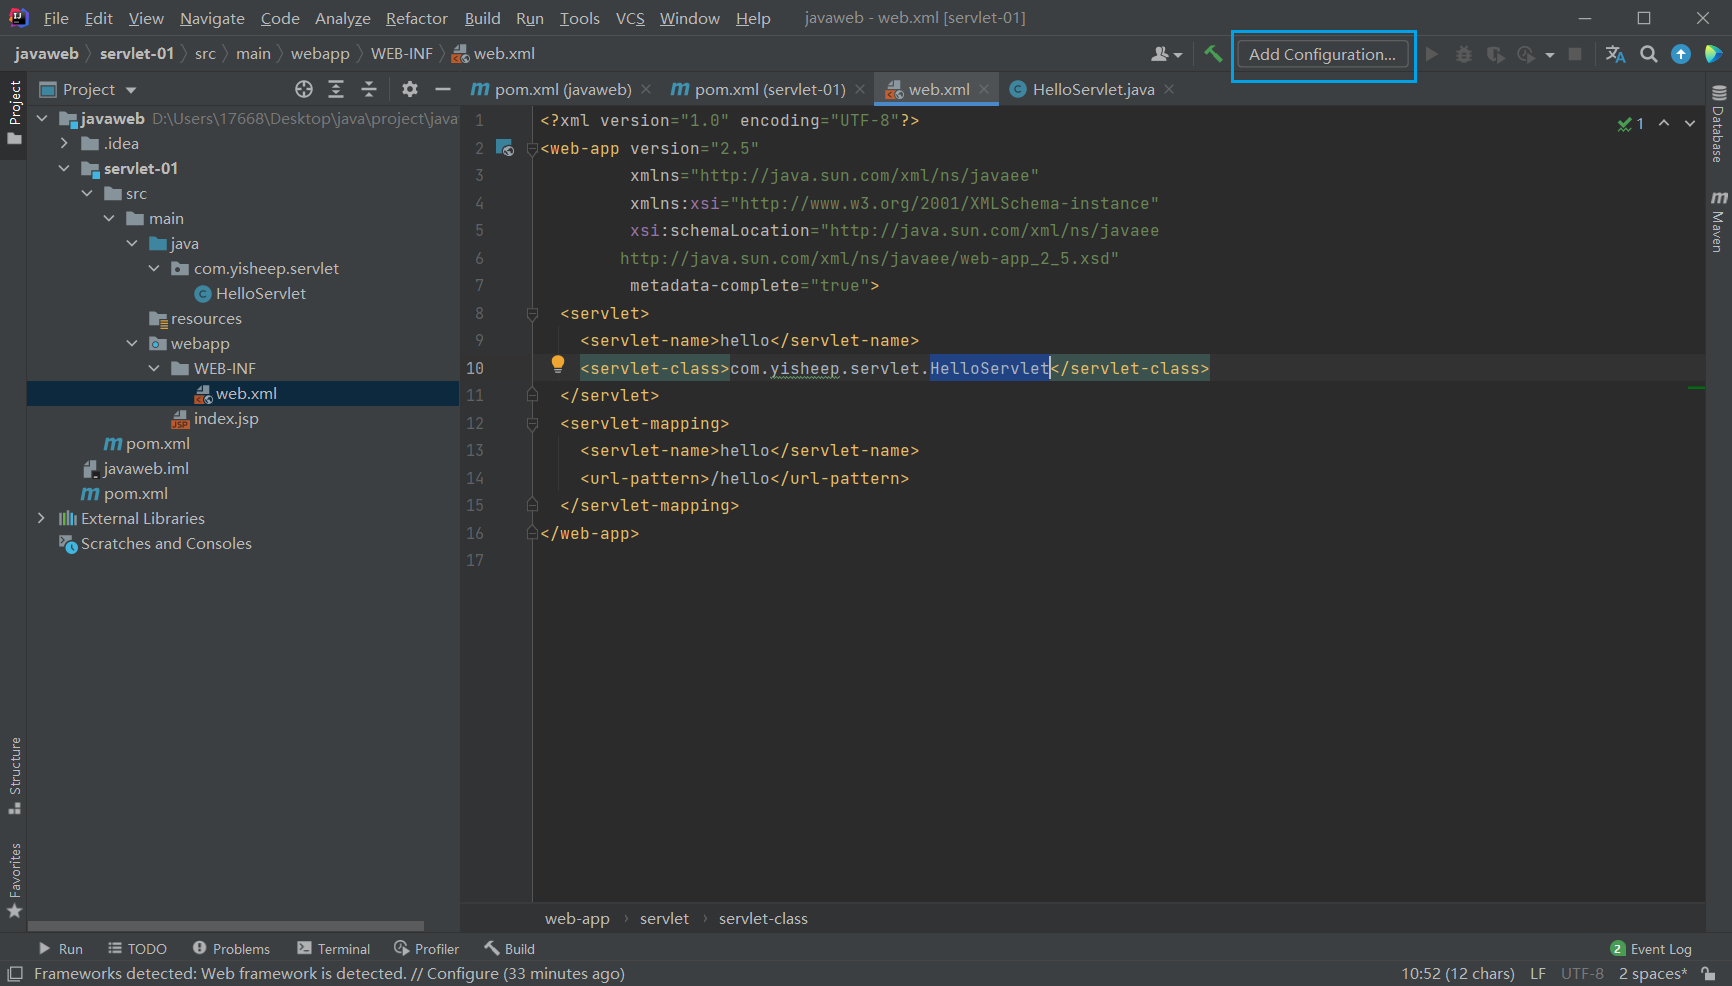 File Edit View Navigate Code Analyze Refactor Build Run Tools VCS Window Help javaweb - web.xml [servlet-01]
javaweb servlet-01 src main webapp WEB-INF web.xml Add Configuration...
Project
Project
pom.xml (javaweb) pom.xml (servlet-01) web.xml HelloServlet.java
javaweb D:\Users\17668\Desktop\java\project\java
.idea
servlet-01
src
main
java
com.yisheep.servlet
HelloServlet
resources
webapp
WEB-INF
web.xml
index.jsp
pom.xml
javaweb.iml
pom.xml
External Libraries
Scratches and Consoles
1 <?xml version="1.0" encoding="UTF-8"?>
2 <web-app version="2.5"
3 xmlns="http://java.sun.com/xml/ns/javaee"
4 xmlns:xsi="http://www.w3.org/2001/XMLSchema-instance"
5 xsi:schemaLocation="http://java.sun.com/xml/ns/javaee
6 http://java.sun.com/xml/ns/javaee/web-app_2_5.xsd"
7 metadata-complete="true">
8 <servlet>
9 <servlet-name>hello</servlet-name>
10 <servlet-class>com.yisheep.servlet.HelloServlet</servlet-class>
11 </servlet>
12 <servlet-mapping>
13 <servlet-name>hello</servlet-name>
14 <url-pattern>/hello</url-pattern>
15 </servlet-mapping>
16 </web-app>
17
1
Database
Maven
Structure
Favorites
web-app servlet servlet-class
Run TODO Problems Terminal Profiler Build 2 Event Log
Frameworks detected: Web framework is detected. // Configure (33 minutes ago) 10:52 (12 chars) LF UTF-8 2 spaces*